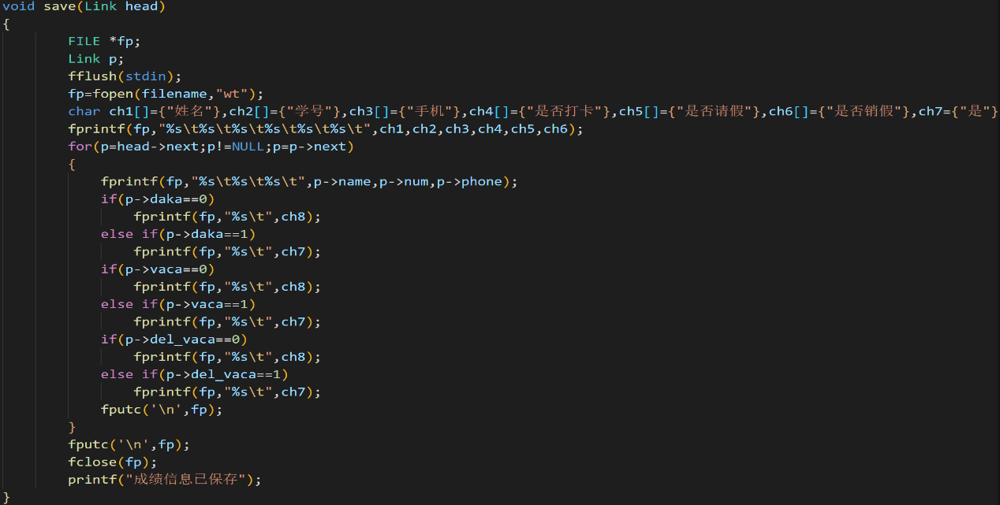 void save(Link head)
{
        FILE *fp;
        Link p;
        fflush(stdin);
        fp=fopen(filename,"wt");
        char ch1[]={"姓名"},ch2[]={"学号"},ch3[]={"手机"},ch4[]={"是否打卡"},ch5[]={"是否请假"},ch6[]={"是否销假"},ch7={"是"}
        fprintf(fp,"%s\t%s\t%s\t%s\t%s\t%s\t",ch1,ch2,ch3,ch4,ch5,ch6);
        for(p=head->next;p!=NULL;p=p->next)
        {
            fprintf(fp,"%s\t%s\t%s\t",p->name,p->num,p->phone);
            if(p->daka==0)
                fprintf(fp,"%s\t",ch8);
            else if(p->daka==1)
                fprintf(fp,"%s\t",ch7);
            if(p->vaca==0)
                fprintf(fp,"%s\t",ch8);
            else if(p->vaca==1)
                fprintf(fp,"%s\t",ch7);
            if(p->del_vaca==0)
                fprintf(fp,"%s\t",ch8);
            else if(p->del_vaca==1)
                fprintf(fp,"%s\t",ch7);
            fputc('\n',fp);
        }
        fputc('\n',fp);
        fclose(fp);
        printf("成绩信息已保存");
}